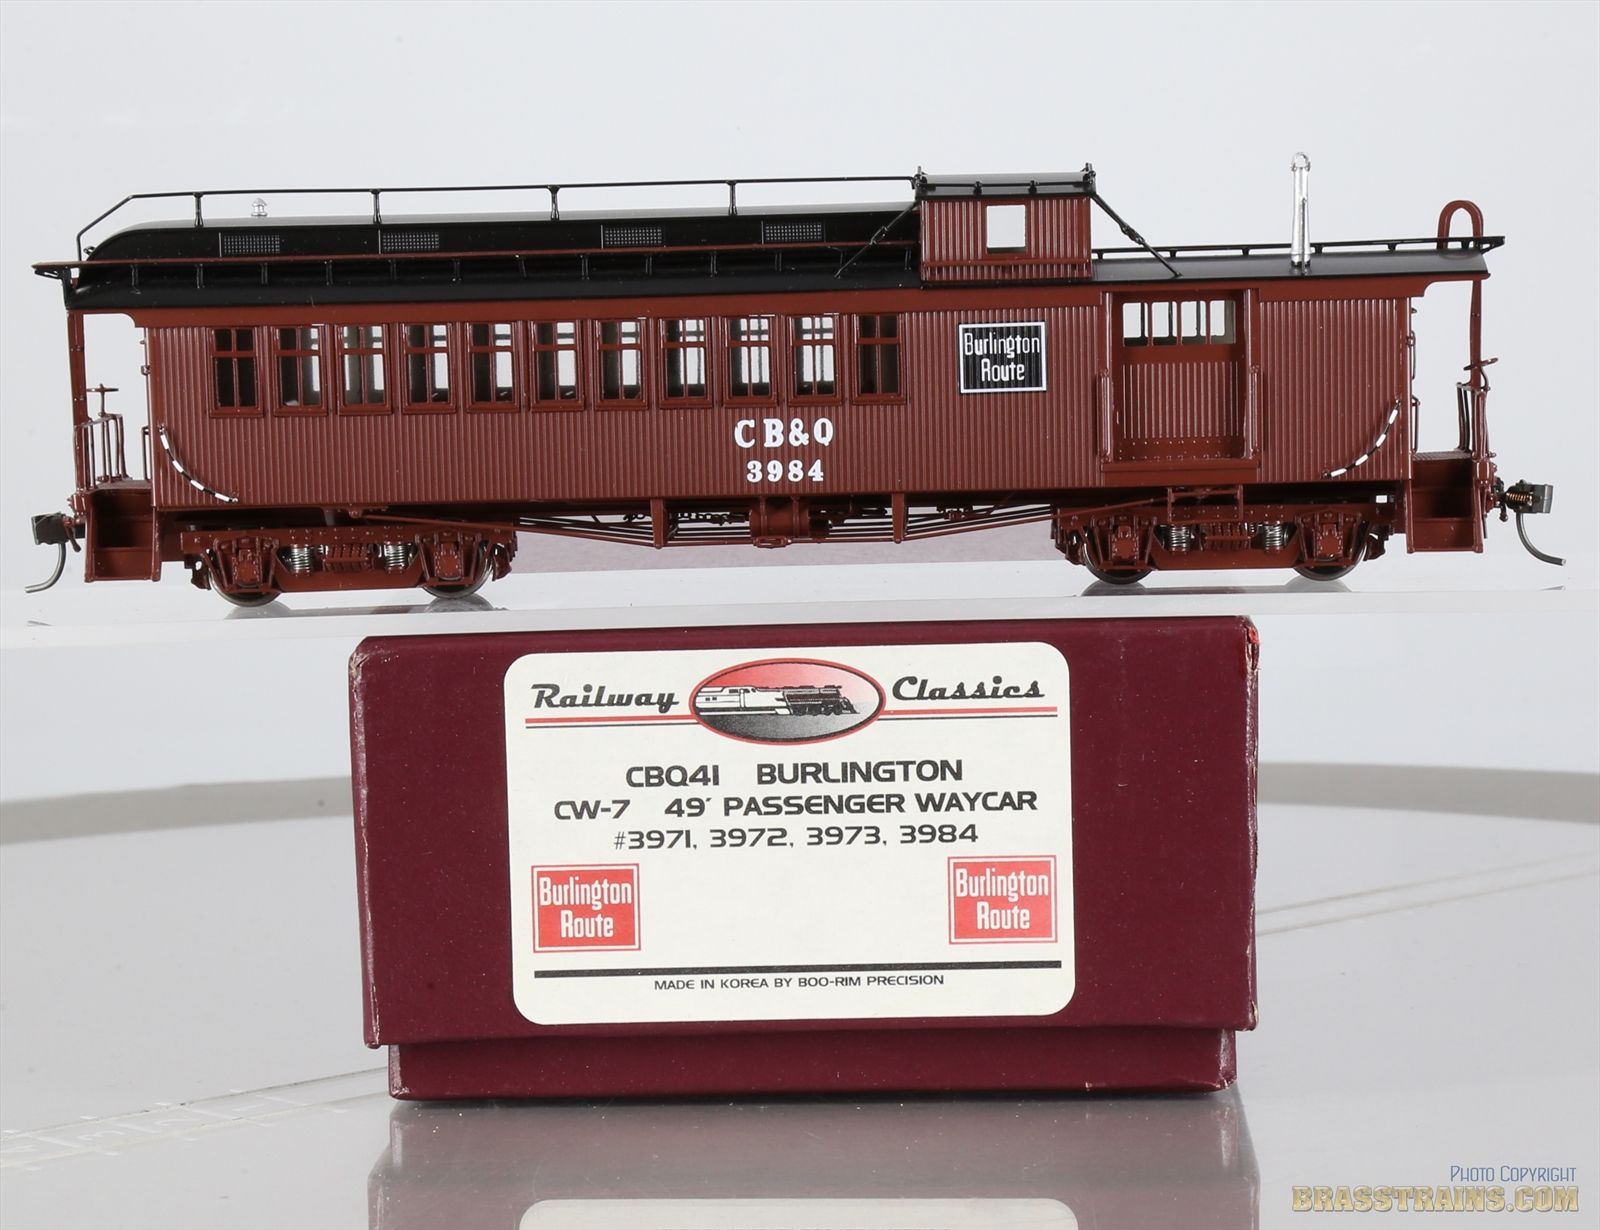 Burlington
Route
CB&Q
3984
Railway Classics
CBQ41 BURLINGTON
CW-7 49' PASSENGER WAYCAR
#3971, 3972, 3973, 3984
Burlington
Route
Burlington
Route
MADE IN KOREA BY BOO-RIM PRECISION
PHOTO COPYRIGHT
BRASSTRAINS.COM